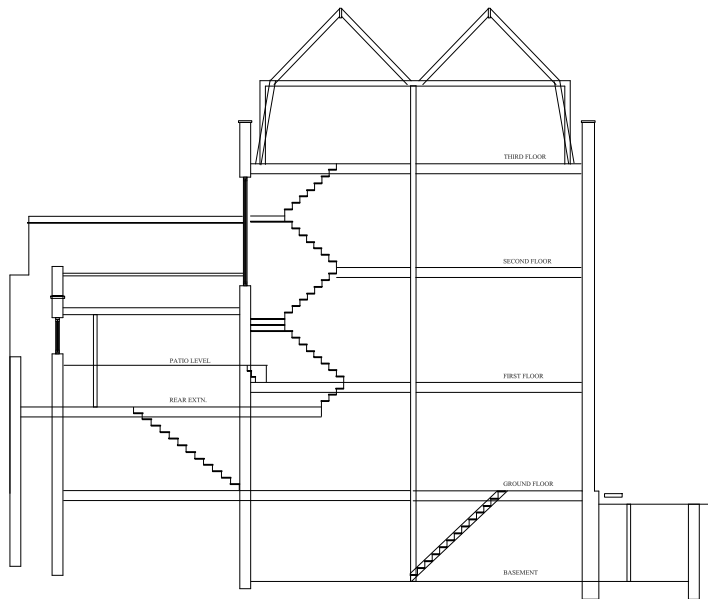 THIRD FLOOR
SECOND FLOOR
PATIO LEVEL
FIRST FLOOR
REAR EXTN.
GROUND FLOOR
BASEMENT